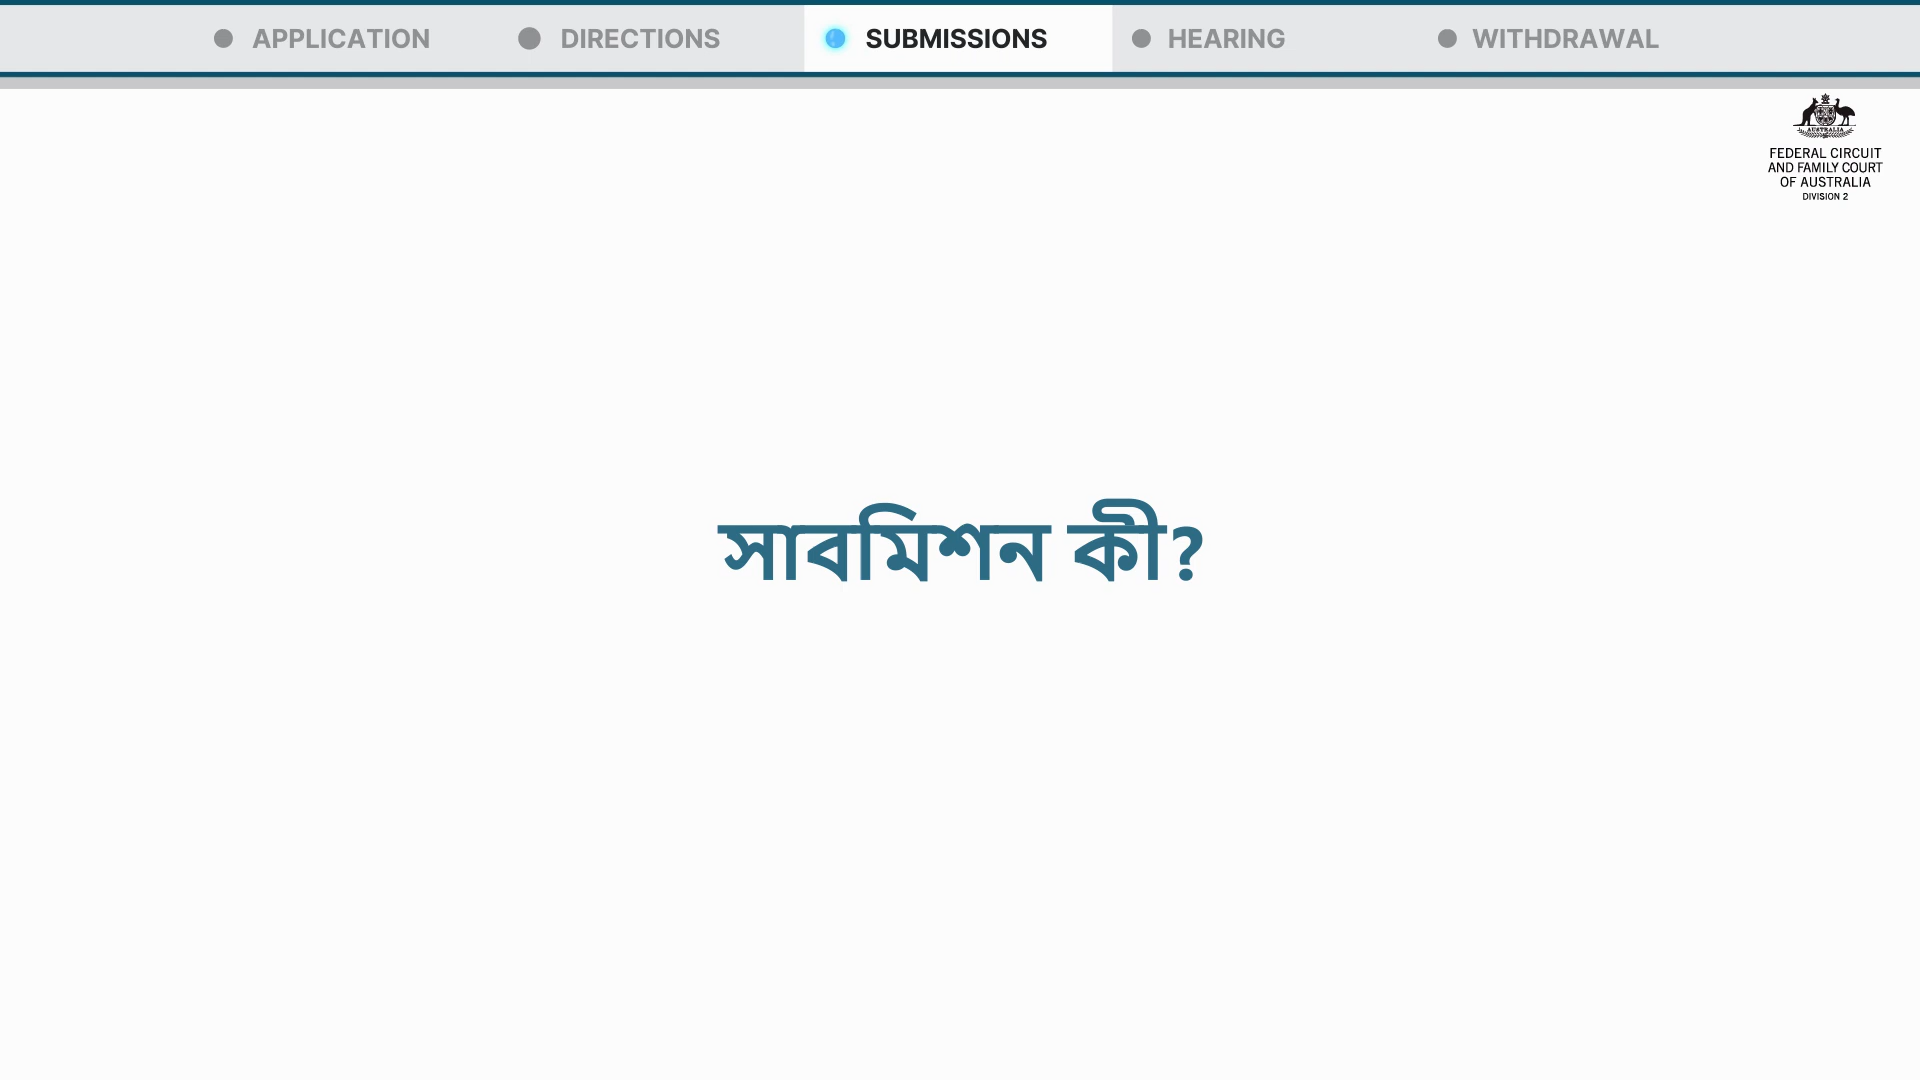 APPLICATION
DIRECTIONS
SUBMISSIONS
HEARING
WITHDRAWAL
AUSTRALIA
FEDERAL CIRCUIT
AND FAMILY COURT
OF AUSTRALIA
DIVISION 2
সাবমিশন কী?